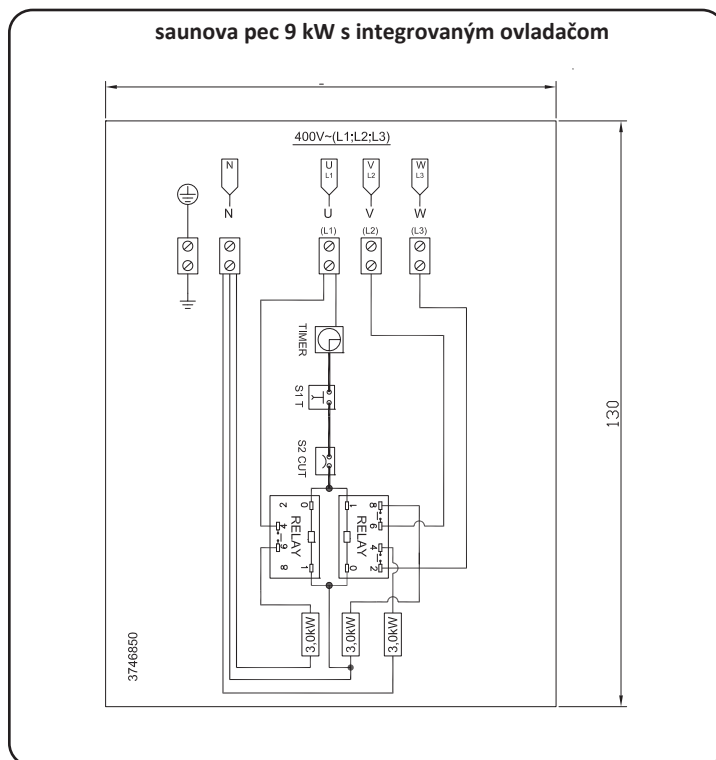 saunova pec 9 kW s integrovaným ovladačom
-
400V~(L1;L2;L3)
N
U
L1
V
L2
W
L3
N
U
V
W
(L1)
(L2)
(L3)
TIMER
S1 T
S2 CUT
2 0
1 8
4
6
RELAY
RELAY
6
4
8 1
0 2
130
3,0kW
3,0kW
3,0kW
3746850